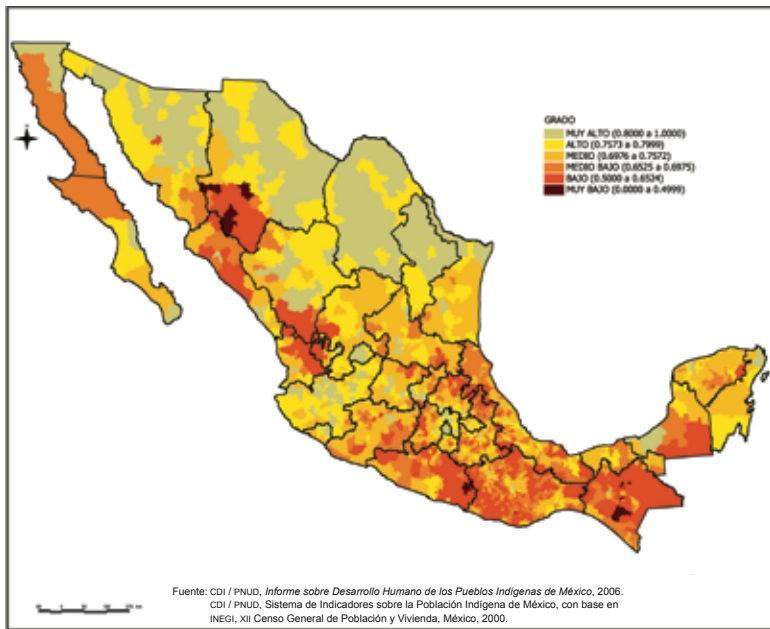 GRADO
MUY ALTO (0.8000 a 1.0000)
ALTO (0.7573 a 0.7999)
MEDIO (0.6976 a 0.7572)
MEDIO BAJO (0.6525 a 0.6975)
BAJO (0.5000 a 0.6524)
MUY BAJO (0.0000 a 0.4999)
Fuente: CDI / PNUD, Informe sobre Desarrollo Humano de los Pueblos Indígenas de México, 2006.
CDI / PNUD, Sistema de Indicadores sobre la Población Indígena de México, con base en
INEGI, XII Censo General de Población y Vivienda, México, 2000.